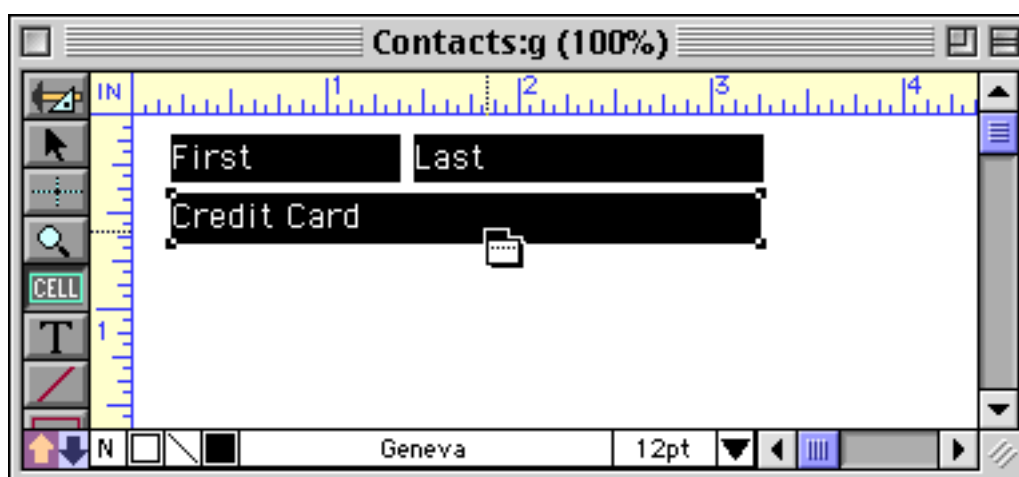 Contacts:g (100%)
IN 1 2 3 4
First Last
Credit Card
CELL
T
1
N Geneva 12pt